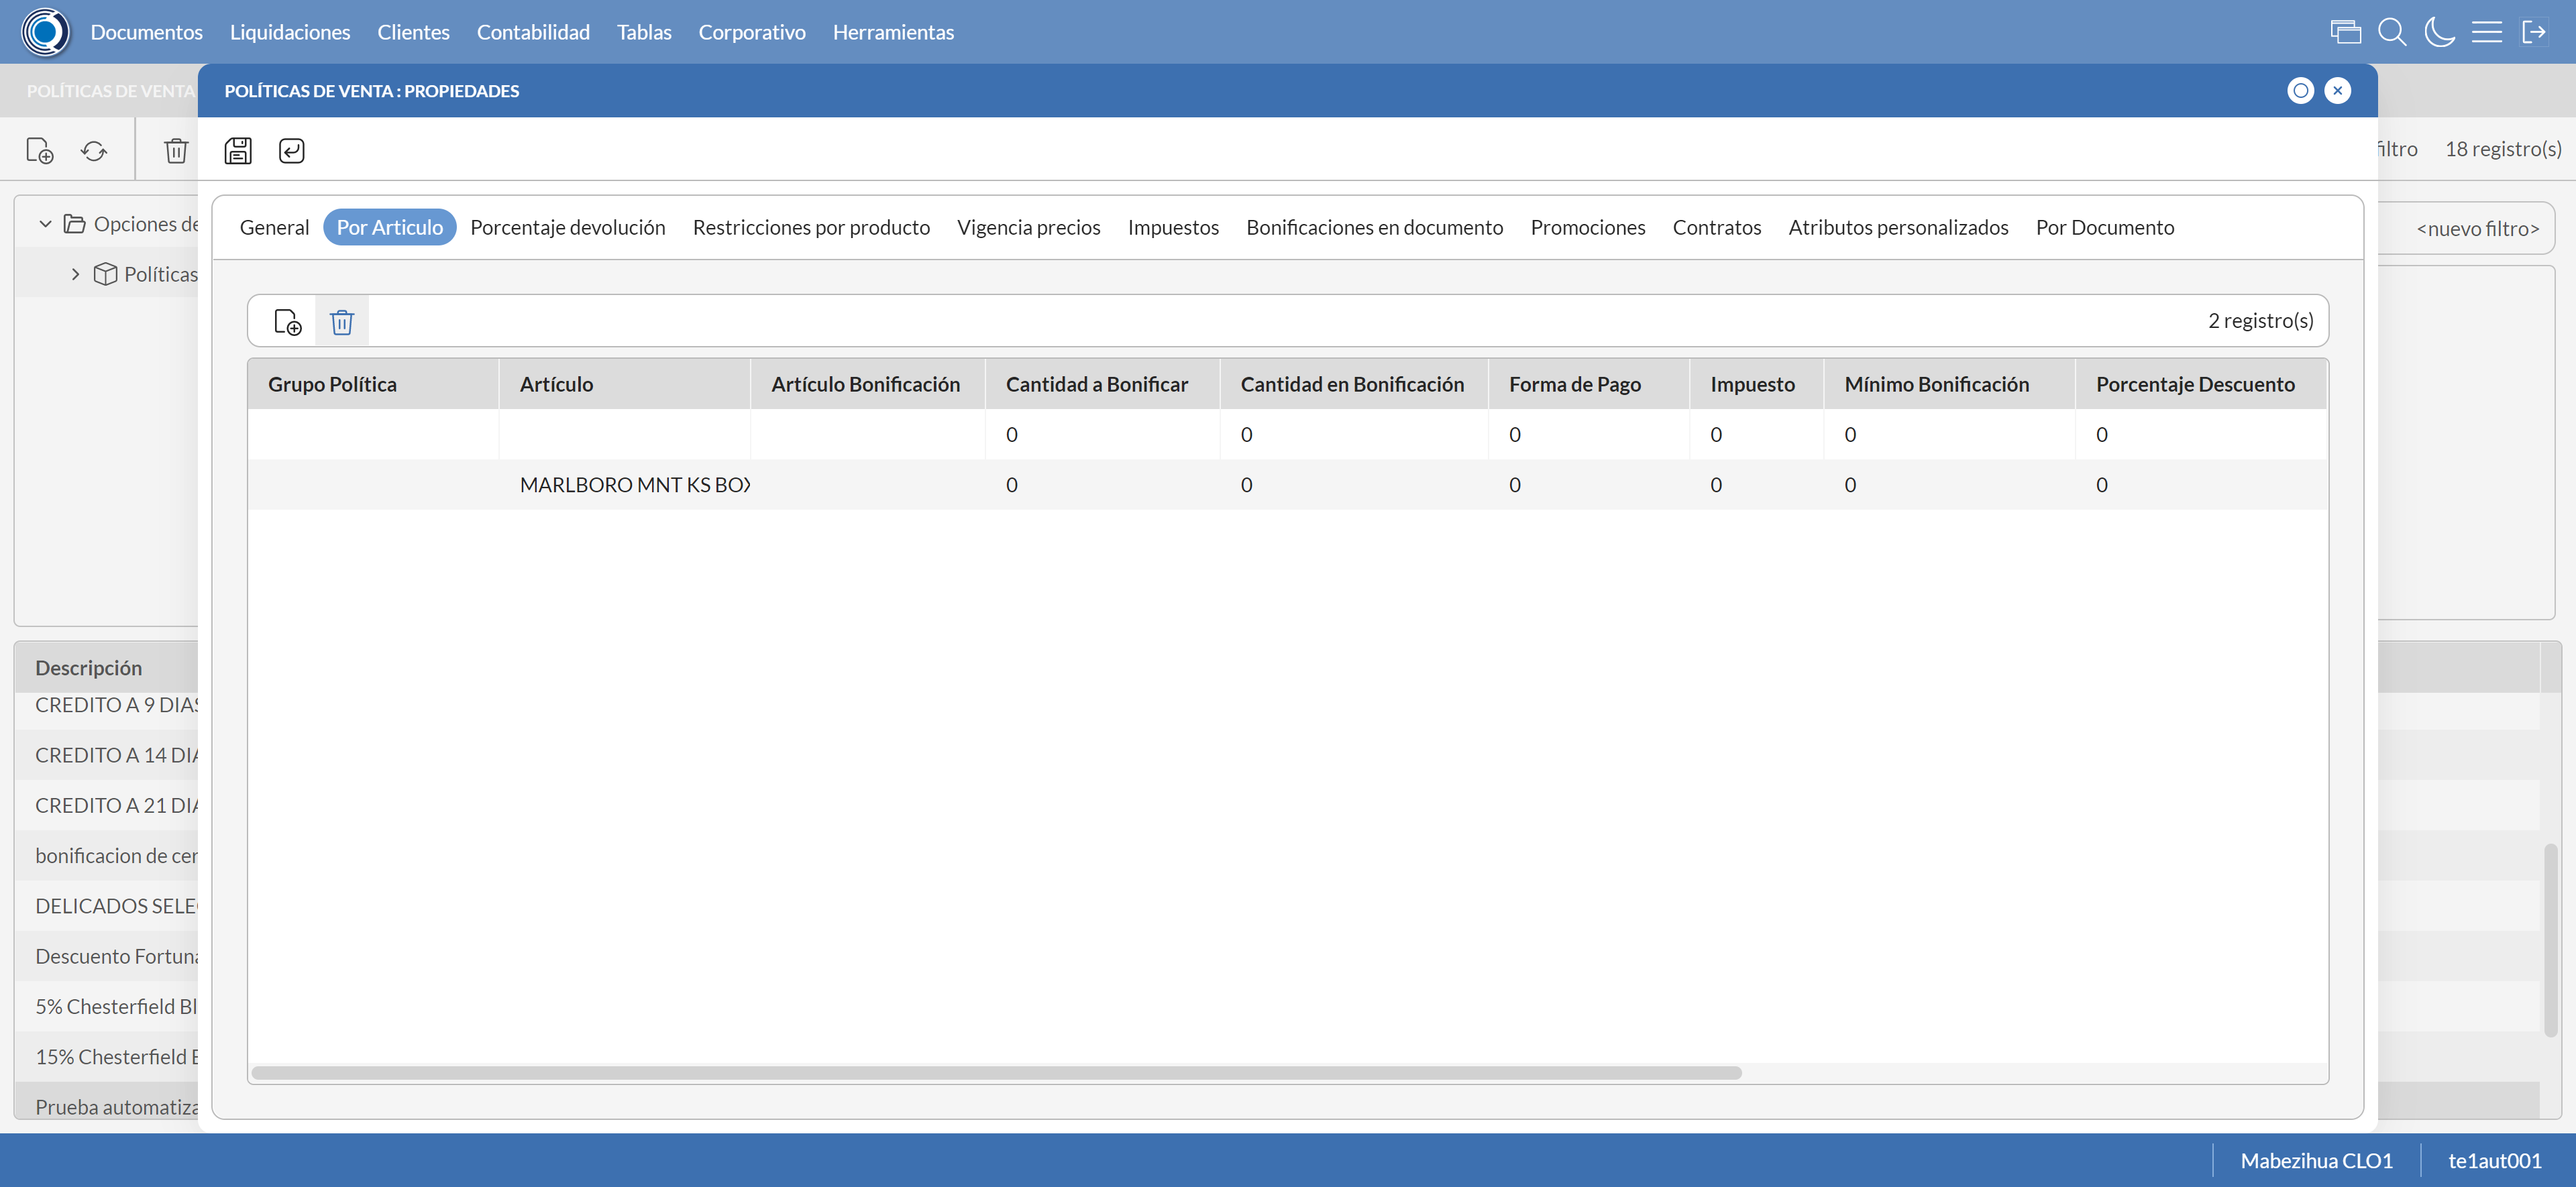 Documentos Liquidaciones Clientes Contabilidad Tablas Corporativo Herramientas
POLÍTICAS DE VENTA
POLÍTICAS DE VENTA : PROPIEDADES
filtro 18 registro(s)
Opciones de
Políticas
<nuevo filtro>
General Por Articulo Porcentaje devolución Restricciones por producto Vigencia precios Impuestos Bonificaciones en documento Promociones Contratos Atributos personalizados Por Documento
2 registro(s)
Grupo Política Artículo Artículo Bonificación Cantidad a Bonificar Cantidad en Bonificación Forma de Pago Impuesto Mínimo Bonificación Porcentaje Descuento
0 0 0 0 0 0
MARLBORO MNT KS BOX 0 0 0 0 0 0
Descripción
CREDITO A 9 DIAS
CREDITO A 14 DIA
CREDITO A 21 DIA
bonificacion de cer
DELICADOS SELE
Descuento Fortuna
5% Chesterfield Bl
15% Chesterfield B
Prueba automatiza
Mabezihua CLO1 te1aut001